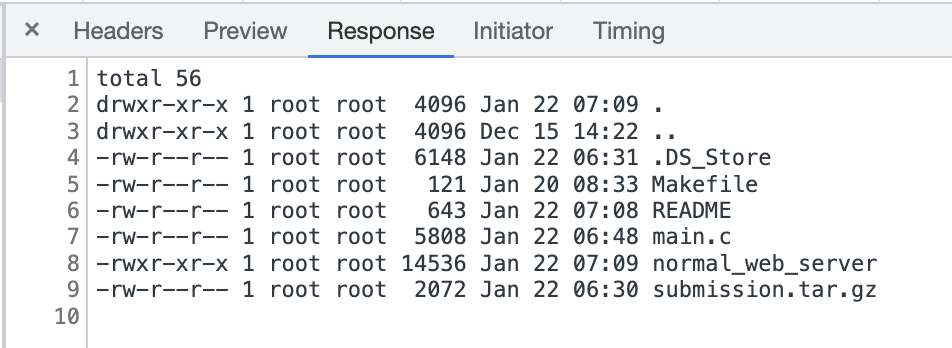 × Headers Preview Response Initiator Timing
1 total 56
2 drwxr-xr-x 1 root root  4096 Jan 22 07:09 .
3 drwxr-xr-x 1 root root  4096 Dec 15 14:22 ..
4 -rw-r--r-- 1 root root  6148 Jan 22 06:31 .DS_Store
5 -rw-r--r-- 1 root root   121 Jan 20 08:33 Makefile
6 -rw-r--r-- 1 root root   643 Jan 22 07:08 README
7 -rw-r--r-- 1 root root  5808 Jan 22 06:48 main.c
8 -rwxr-xr-x 1 root root 14536 Jan 22 07:09 normal_web_server
9 -rw-r--r-- 1 root root  2072 Jan 22 06:30 submission.tar.gz
10